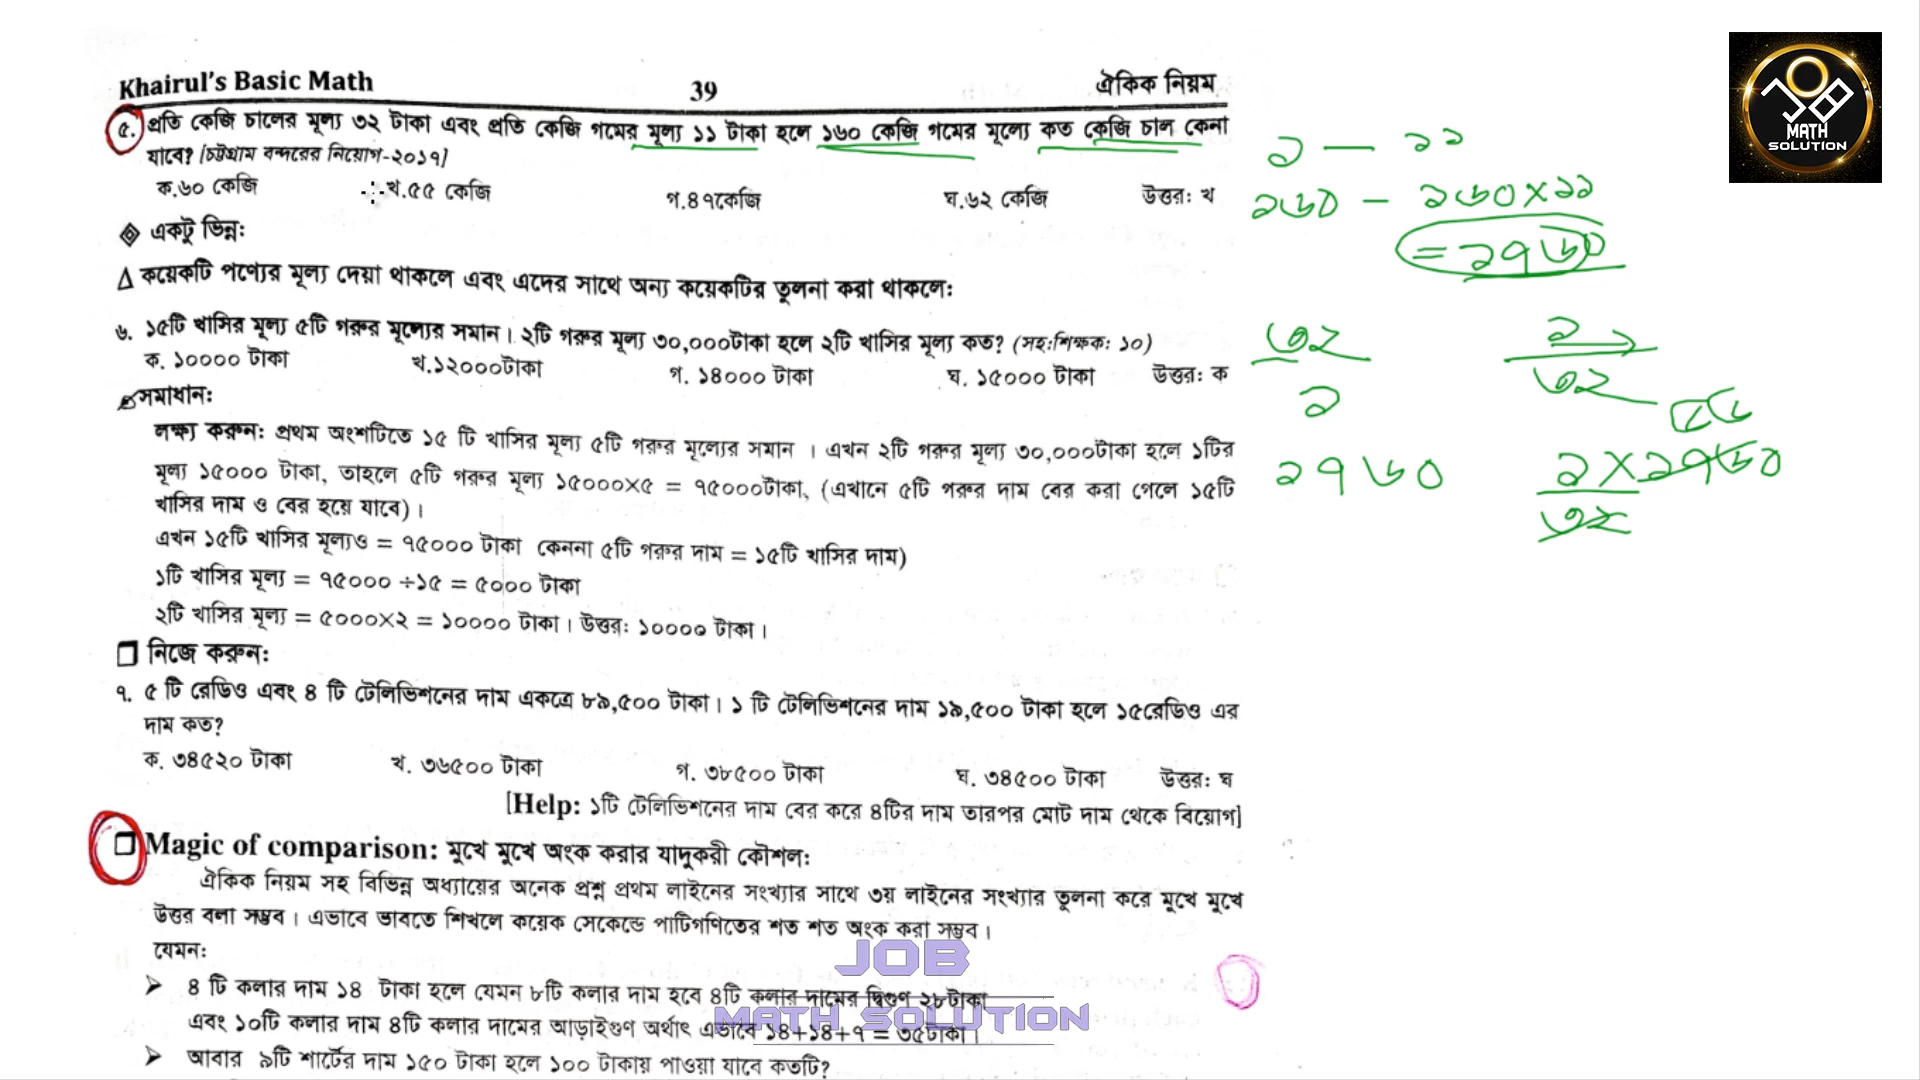 Khairul's Basic Math 39 ঐকিক নিয়ম
৫. প্রতি কেজি চালের মূল্য ৩২ টাকা এবং প্রতি কেজি গমের মূল্য ১১ টাকা হলে ১৬০ কেজি গমের মূল্যে কত কেজি চাল কেনা
যাবে? [চট্টগ্রাম বন্দরের নিয়োগ-২০১৭]
ক.৬০ কেজি খ.৫৫ কেজি গ.৪৭কেজি ঘ.৬২ কেজি উত্তর: খ
একটু ভিন্ন:
Δ কয়েকটি পণ্যের মূল্য দেয়া থাকলে এবং এদের সাথে অন্য কয়েকটির তুলনা করা থাকলে:
৬. ১৫টি খাসির মূল্য ৫টি গরুর মূল্যের সমান। ২টি গরুর মূল্য ৩০,০০০টাকা হলে ২টি খাসির মূল্য কত? (সহ:শিক্ষক: ১০)
ক. ১০০০০ টাকা খ.১২০০০টাকা গ. ১৪০০০ টাকা ঘ. ১৫০০০ টাকা উত্তর: ক
সমাধান:
লক্ষ্য করুন: প্রথম অংশটিতে ১৫ টি খাসির মূল্য ৫টি গরুর মূল্যের সমান । এখন ২টি গরুর মূল্য ৩০,০০০টাকা হলে ১টির
মূল্য ১৫০০০ টাকা, তাহলে ৫টি গরুর মূল্য ১৫০০০×৫ = ৭৫০০০টাকা, (এখানে ৫টি গরুর দাম বের করা গেলে ১৫টি
খাসির দাম ও বের হয়ে যাবে)।
এখন ১৫টি খাসির মূল্যও = ৭৫০০০ টাকা কেননা ৫টি গরুর দাম = ১৫টি খাসির দাম)
১টি খাসির মূল্য = ৭৫০০০ ÷১৫ = ৫০০০ টাকা
২টি খাসির মূল্য = ৫০০০×২ = ১০০০০ টাকা। উত্তর: ১০০০০ টাকা।
নিজে করুন:
৭. ৫ টি রেডিও এবং ৪ টি টেলিভিশনের দাম একত্রে ৮৯,৫০০ টাকা। ১ টি টেলিভিশনের দাম ১৯,৫০০ টাকা হলে ১৫রেডিও এর
দাম কত?
ক. ৩৪৫২০ টাকা খ. ৩৬৫০০ টাকা গ. ৩৮৫০০ টাকা ঘ. ৩৪৫০০ টাকা উত্তর: ঘ
[Help: ১টি টেলিভিশনের দাম বের করে ৪টির দাম তারপর মোট দাম থেকে বিয়োগ]
Magic of comparison: মুখে মুখে অংক করার যাদুকরী কৌশল:
ঐকিক নিয়ম সহ বিভিন্ন অধ্যায়ের অনেক প্রশ্ন প্রথম লাইনের সংখ্যার সাথে ৩য় লাইনের সংখ্যার তুলনা করে মুখে মুখে
উত্তর বলা সম্ভব। এভাবে ভাবতে শিখলে কয়েক সেকেন্ডে পাটিগণিতের শত শত অংক করা সম্ভব।
যেমন:
➢ ৪ টি কলার দাম ১৪ টাকা হলে যেমন ৮টি কলার দাম হবে ৪টি কলার দামের দ্বিগুণ ২৮টাকা
এবং ১০টি কলার দাম ৪টি কলার দামের আড়াইগুণ অর্থাৎ এভাবে ১৪+১৪+৭ = ৩৫টাকা।
➢ আবার ৯টি শার্টের দাম ১৫০ টাকা হলে ১০০ টাকায় পাওয়া যাবে কতটি?
১ — ১১
১৬০ — ১৬০×১১
= ১৭৬০
৩২ ১
১ ৩২
৫৫
১৭৬০ ১×১৭৬০
৩২
JOB
MATH SOLUTION
MATH
SOLUTION